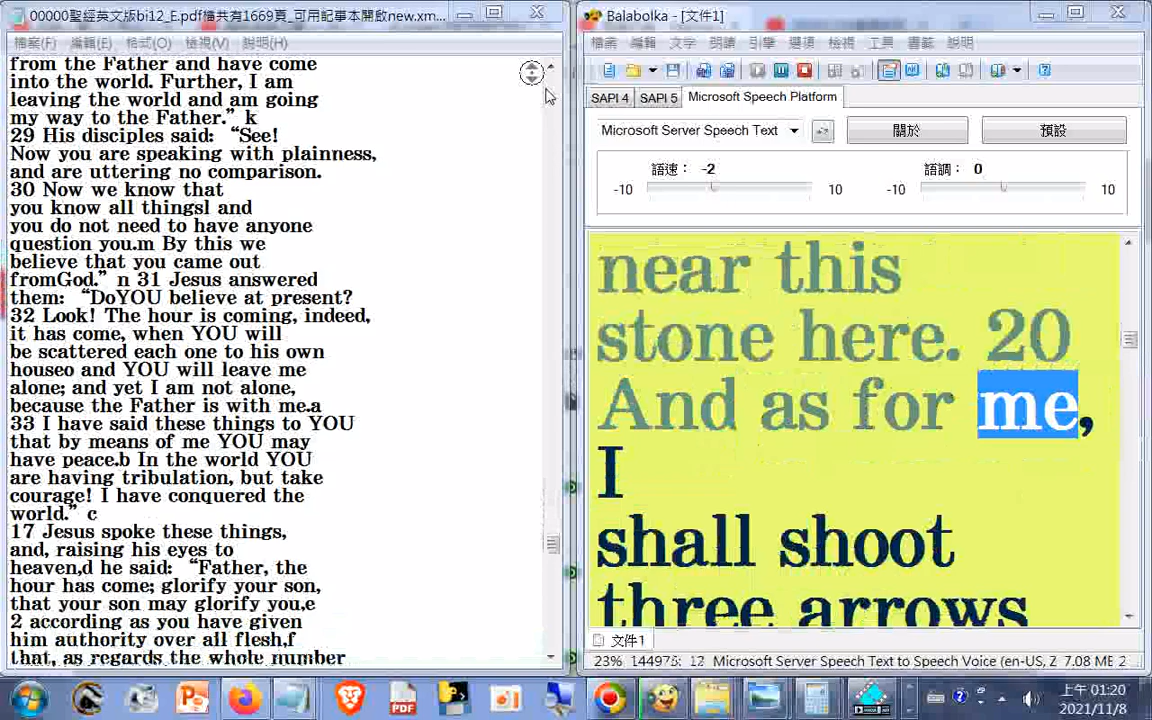 00000聖經英文版bi12_E.pdf檔共有1669頁_可用記事本開啟new.xm...
檔案(F) 編輯(E) 格式(O) 檢視(V) 說明(H)
from the Father and have come
into the world. Further, I am
leaving the world and am going
my way to the Father.” k
29 His disciples said: “See!
Now you are speaking with plainness,
and are uttering no comparison.
30 Now we know that
you know all thingsl and
you do not need to have anyone
question you.m By this we
believe that you came out
fromGod.” n 31 Jesus answered
them: “DoYOU believe at present?
32 Look! The hour is coming, indeed,
it has come, when YOU will
be scattered each one to his own
houseo and YOU will leave me
alone; and yet I am not alone,
because the Father is with me.a
33 I have said these things to YOU
that by means of me YOU may
have peace.b In the world YOU
are having tribulation, but take
courage! I have conquered the
world.” c
17 Jesus spoke these things,
and, raising his eyes to
heaven,d he said: “Father, the
hour has come; glorify your son,
that your son may glorify you,e
2 according as you have given
him authority over all flesh,f
that, as regards the whole number
Balabolka - [文件1]
檔案 編輯 文字 朗讀 引擎 選項 檢視 工具 書籤 說明
SAPI 4 SAPI 5 Microsoft Speech Platform
Microsoft Server Speech Text 關於 預設
語速： -2 語調： 0
-10 10 -10 10
near this
stone here. 20
And as for me,
I
shall shoot
three arrows
文件1
23% 144975: 12 Microsoft Server Speech Text to Speech Voice (en-US, Z 7.08 MB 2
PDF
上午 01:20
2021/11/8